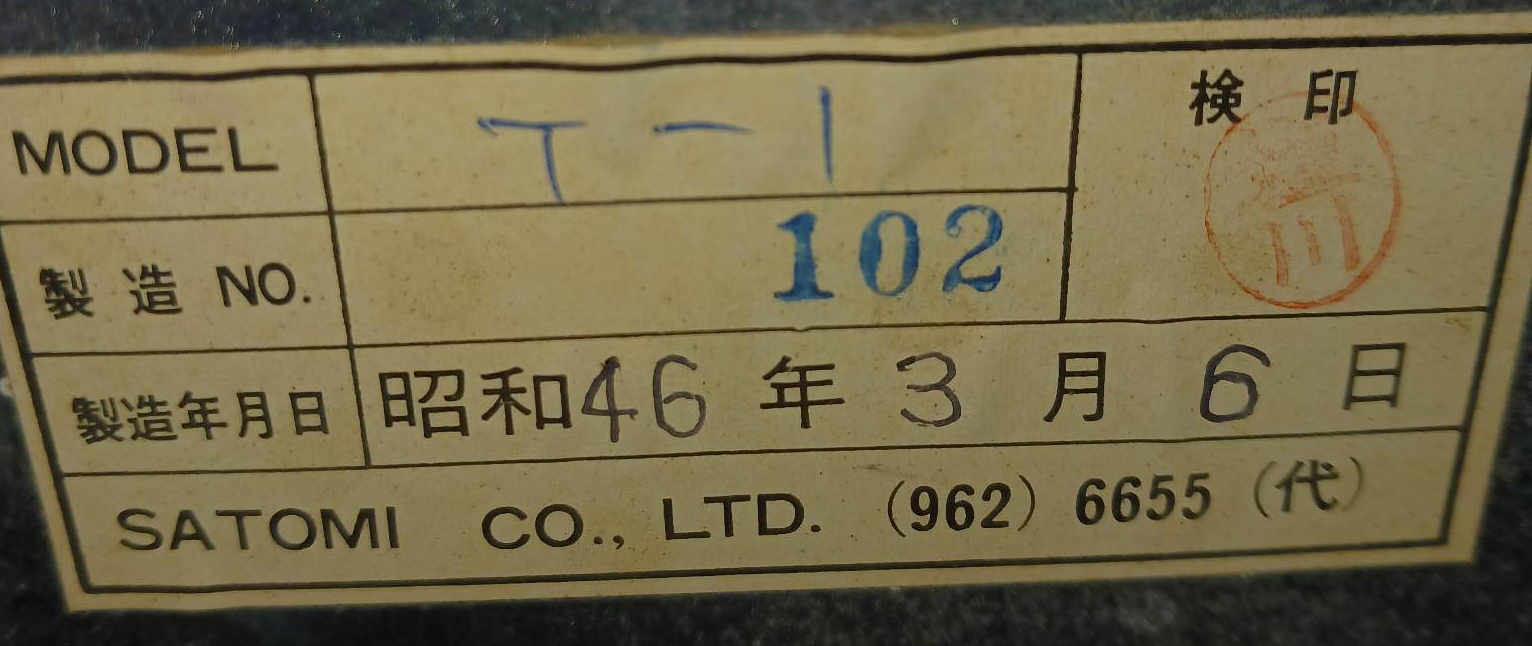 MODEL T-1 検印
製造 NO. 102
製造年月日 昭和46年3月6日
SATOMI CO., LTD. (962) 6655 (代)